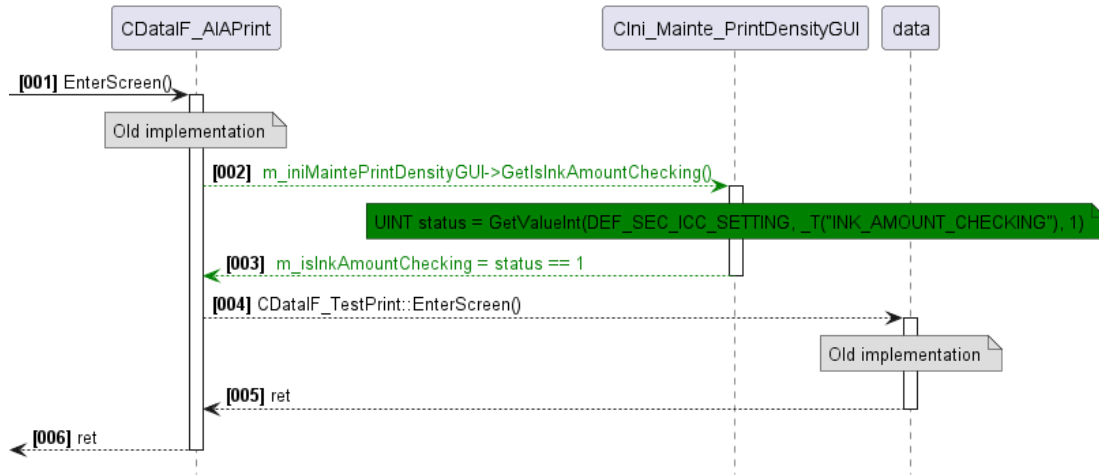 CDataIF_AIAPrint
CIni_Mainte_PrintDensityGUI
data
[001] EnterScreen()
Old implementation
[002] m_iniMaintePrintDensityGUI->GetIsInkAmountChecking()
UINT status = GetValueInt(DEF_SEC_ICC_SETTING, _T("INK_AMOUNT_CHECKING"), 1)
[003] m_isInkAmountChecking = status == 1
[004] CDataIF_TestPrint::EnterScreen()
Old implementation
[005] ret
[006] ret